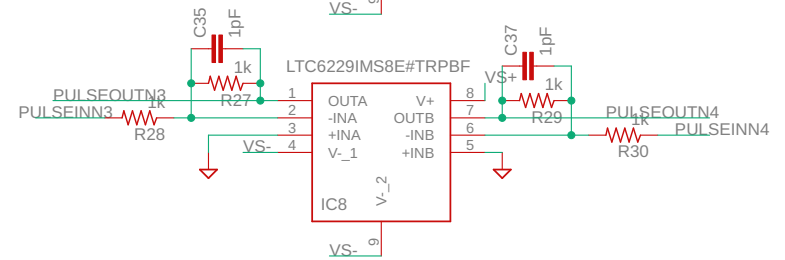 VS-
9
C35
1pF
C37
1pF
LTC6229IMS8E#TRPBF
1k
R27
VS+
1k
R29
PULSEOUTN3
PULSEINN3
1k
R28
1 OUTA V+ 8
2 -INA OUTB 7
3 +INA -INB 6
4 V-_1 +INB 5
VS-
PULSEOUTN4
PULSEINN4
1k
R30
V-_2
IC8
9
VS-